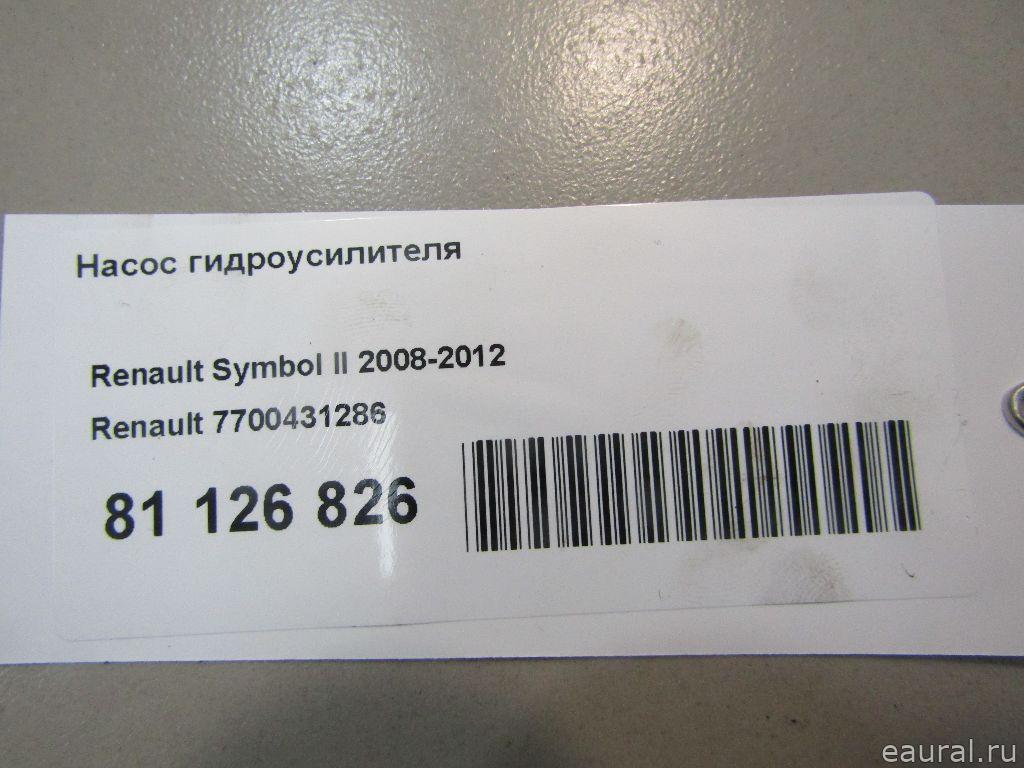 Насос гидроусилителя
Renault Symbol II 2008-2012
Renault 7700431286
81 126 826
eaural.ru